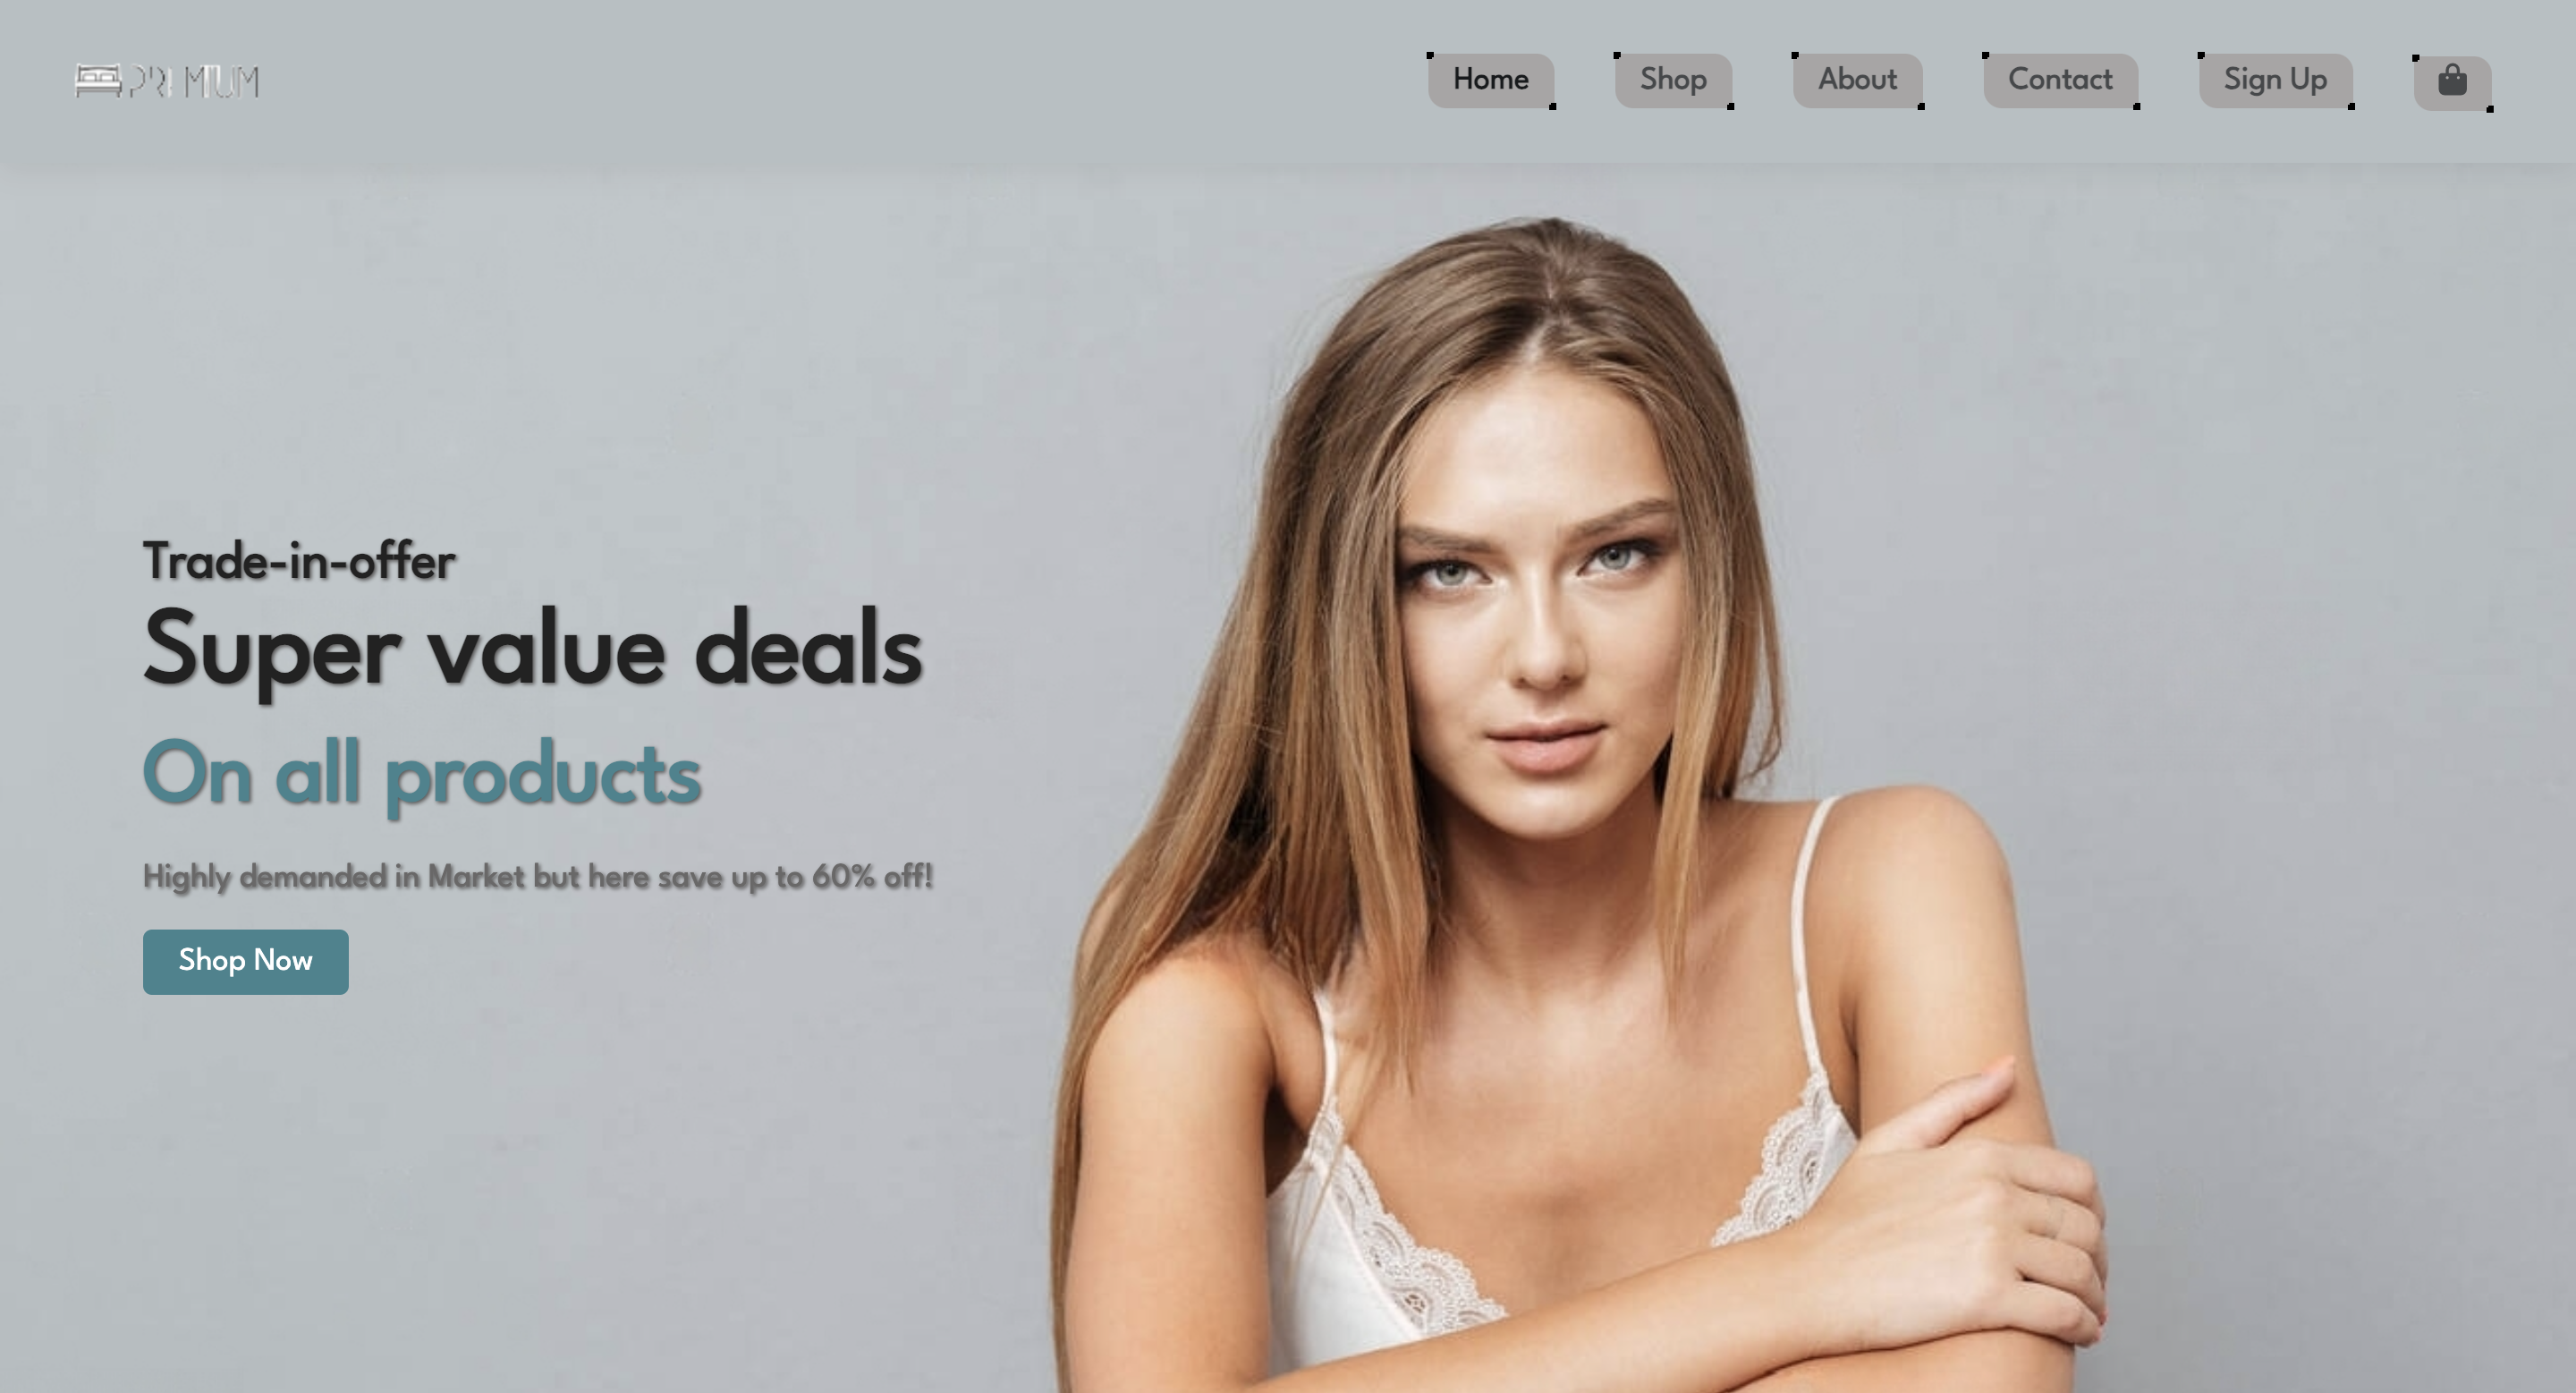 PREMIUM
Home
Shop
About
Contact
Sign Up
Trade-in-offer
Super value deals
On all products
Highly demanded in Market but here save up to 60% off!
Shop Now